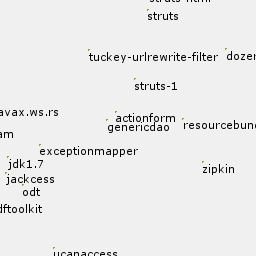 struts-html
struts
tuckey-urlrewrite-filter
dozer
struts-1
avax.ws.rs
actionform
genericdao
resourcebund
am
exceptionmapper
jdk1.7
zipkin
jackcess
odt
dftoolkit
ucanaccess